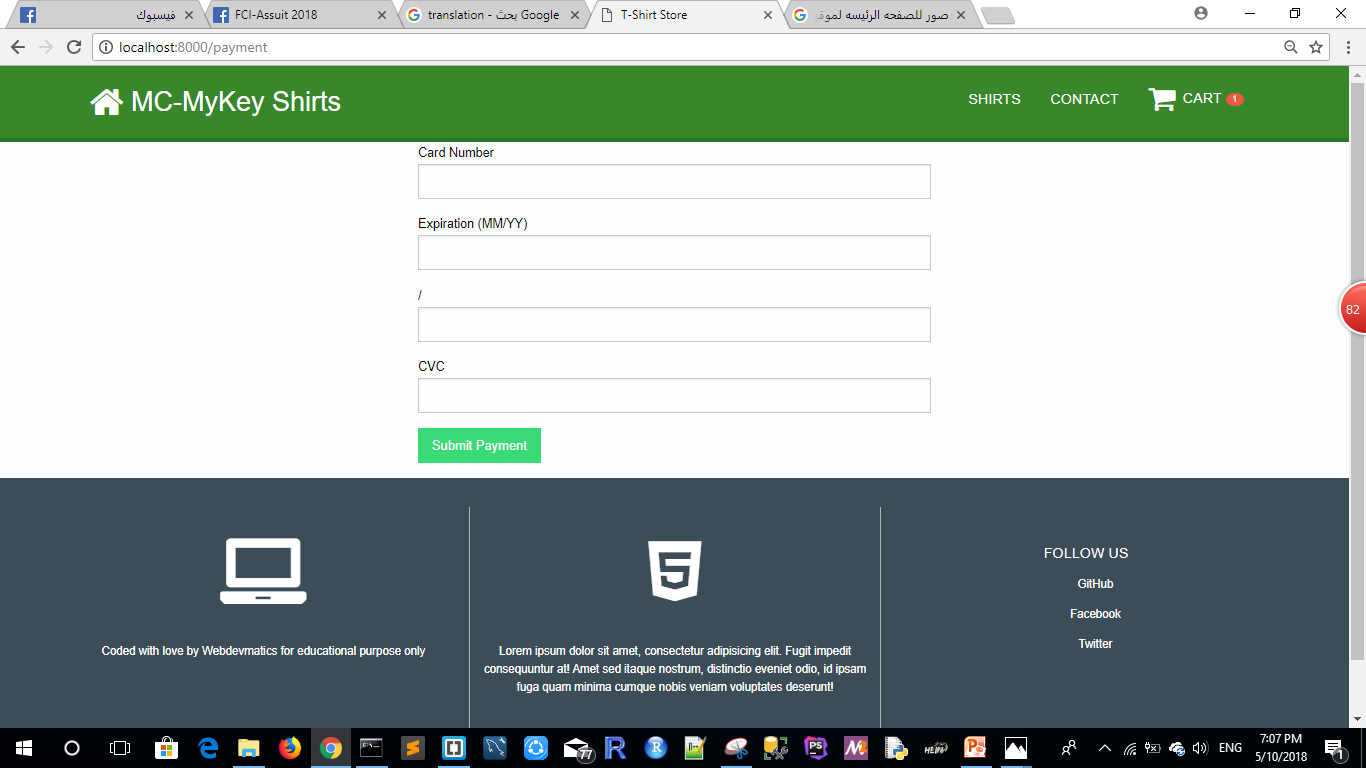 فيسبوك
FCI-Assuit 2018
translation - بحث Google
T-Shirt Store
صور للصفحه الرئيسه لموقع
localhost:8000/payment
MC-MyKey Shirts
SHIRTS
CONTACT
CART 1
Card Number
Expiration (MM/YY)
/
82
CVC
Submit Payment
FOLLOW US
GitHub
Facebook
Twitter
Coded with love by Webdevmatics for educational purpose only
Lorem ipsum dolor sit amet, consectetur adipisicing elit. Fugit impedit
consequuntur at! Amet sed itaque nostrum, distinctio eveniet odio, id ipsam
fuga quam minima cumque nobis veniam voluptates deserunt!
77
ENG
7:07 PM
5/10/2018
1